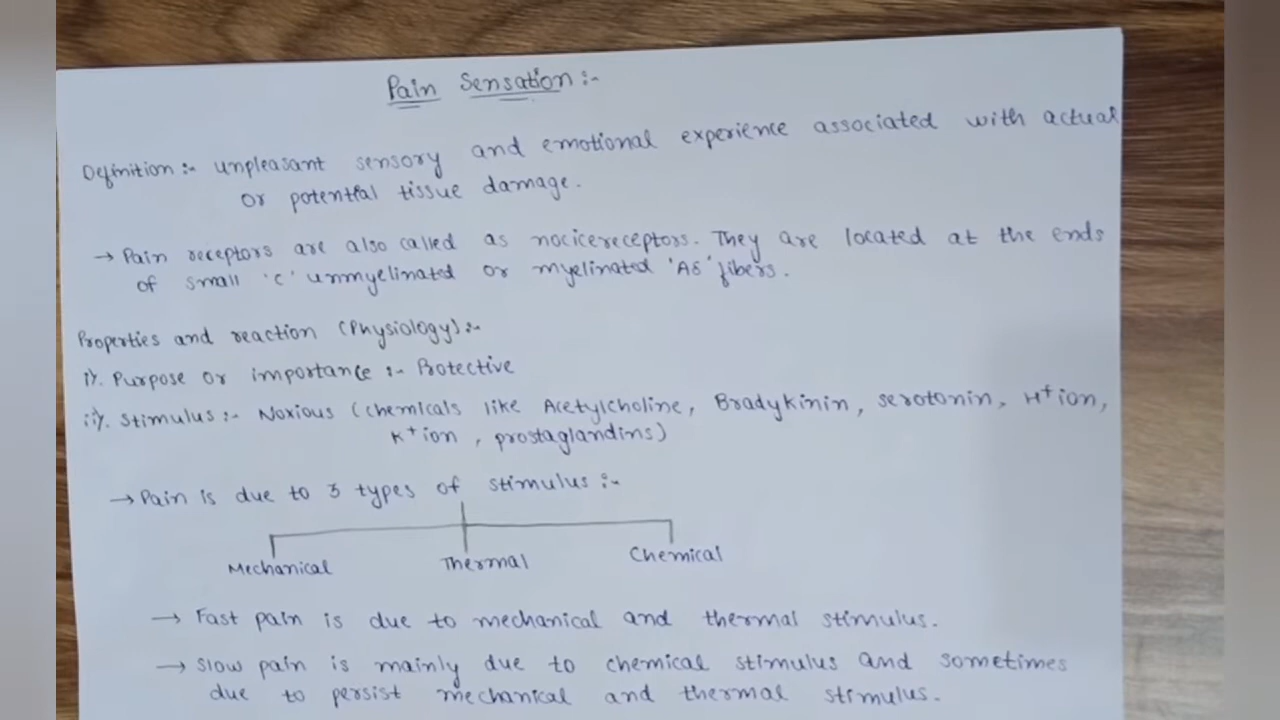 Pain Sensation :-
Definition :- unpleasant sensory and emotional experience associated with actual
or potential tissue damage.
→ Pain receptors are also called as nocicereceptors. They are located at the ends
of small 'C' unmyelinated or myelinated 'Aδ' fibers.
Properties and reaction (Physiology) :-
i). Purpose or importance :- Protective
ii). Stimulus :- Noxious (chemicals like Acetylcholine, Bradykinin, serotonin, H⁺ ion,
K⁺ ion, prostaglandins)
→ Pain is due to 3 types of stimulus :-
Mechanical Thermal Chemical
→ Fast pain is due to mechanical and thermal stimulus.
→ Slow pain is mainly due to chemical stimulus and sometimes
due to persist mechanical and thermal stimulus.